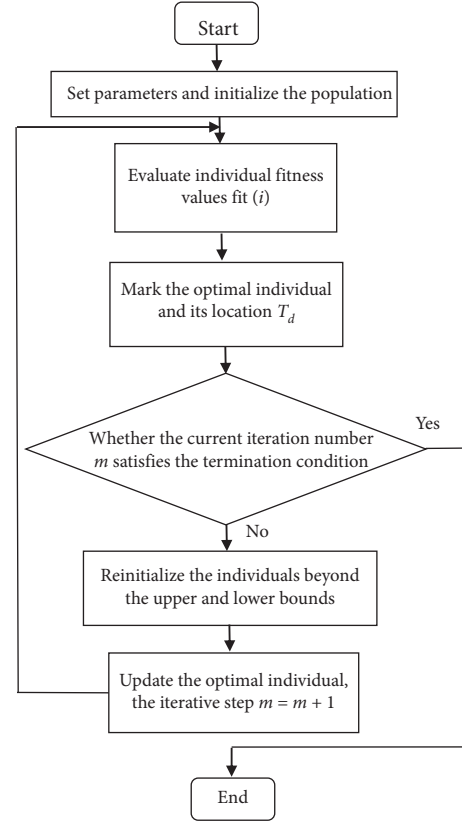 Start
Set parameters and initialize the population
Evaluate individual fitness
values fit (i)
Mark the optimal individual
and its location T_d
Whether the current iteration number
m satisfies the termination condition
Yes
No
Reinitialize the individuals beyond
the upper and lower bounds
Update the optimal individual,
the iterative step m = m + 1
End